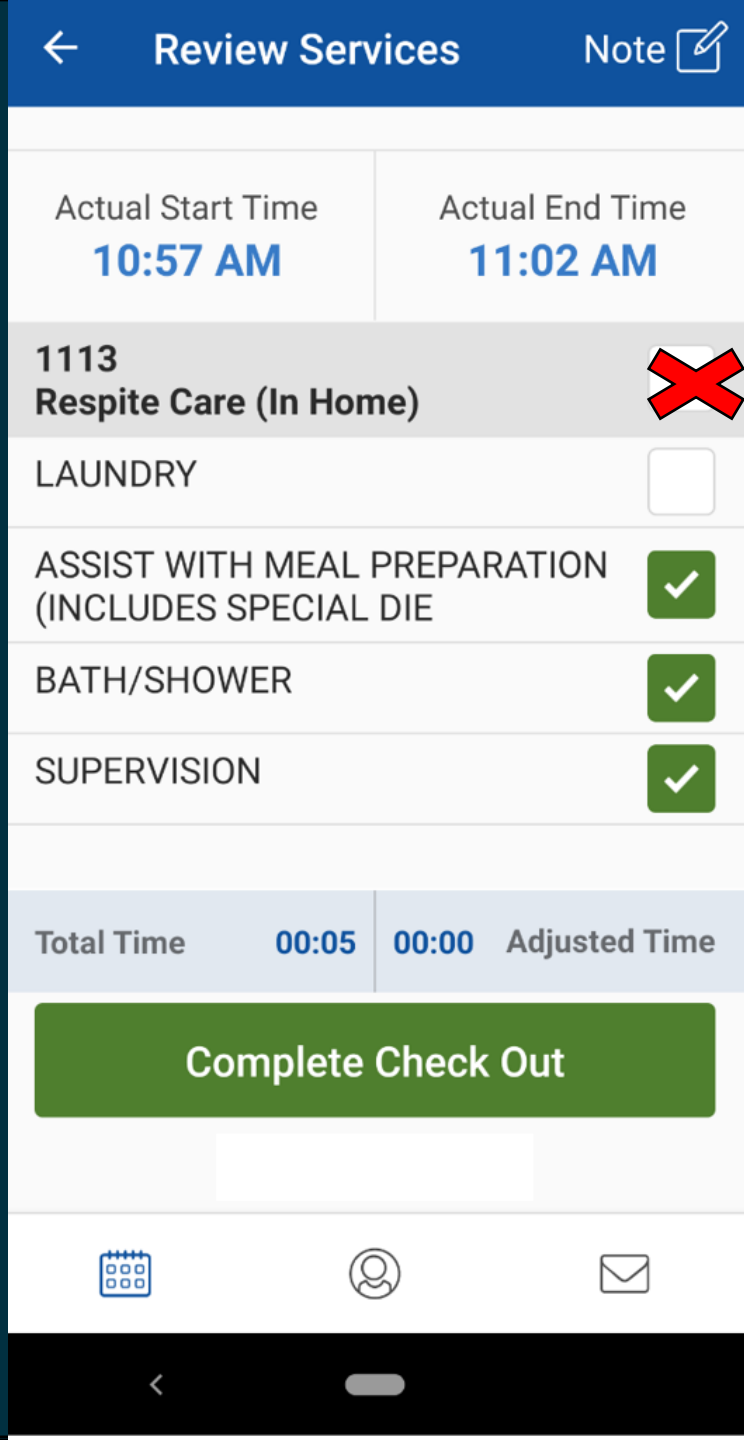 Review Services Note
Actual Start Time Actual End Time
10:57 AM 11:02 AM
1113
Respite Care (In Home)
LAUNDRY
ASSIST WITH MEAL PREPARATION
(INCLUDES SPECIAL DIE
BATH/SHOWER
SUPERVISION
Total Time 00:05 00:00 Adjusted Time
Complete Check Out